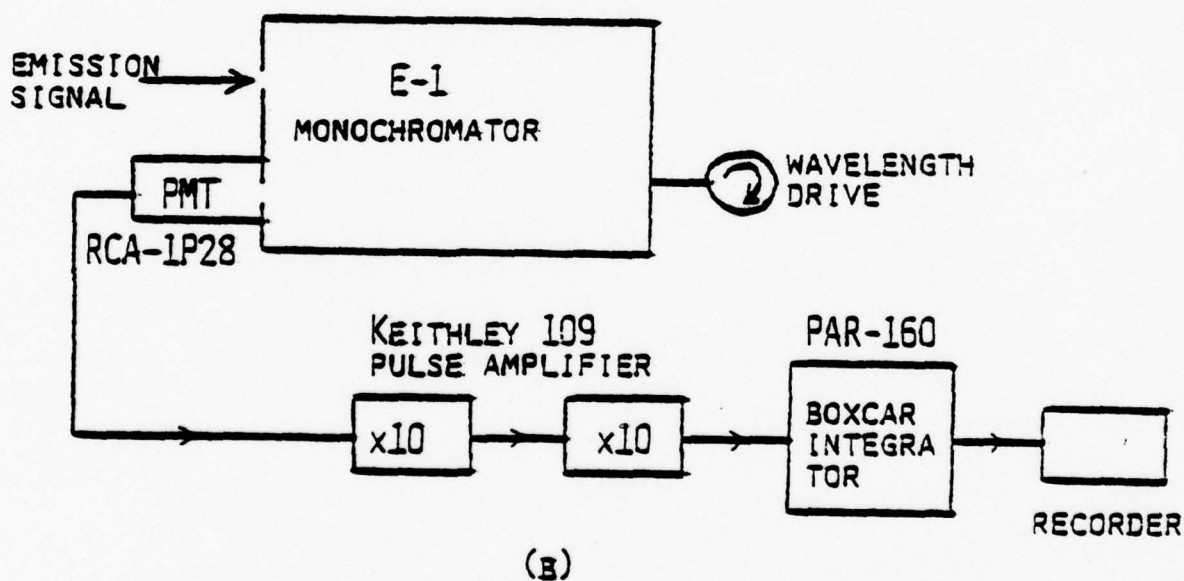 EMISSION
SIGNAL
E-1
MONOCHROMATOR
PMT
RCA-1P28
WAVELENGTH
DRIVE
KEITHLEY 109
PULSE AMPLIFIER
x10
x10
PAR-160
BOXCAR
INTEGRA
TOR
RECORDER
(B)